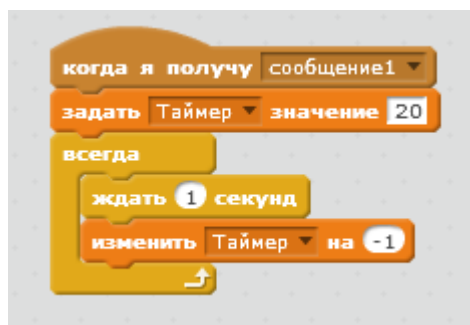 когда я получу сообщение1
задать Таймер значение 20
всегда
ждать 1 секунд
изменить Таймер на -1